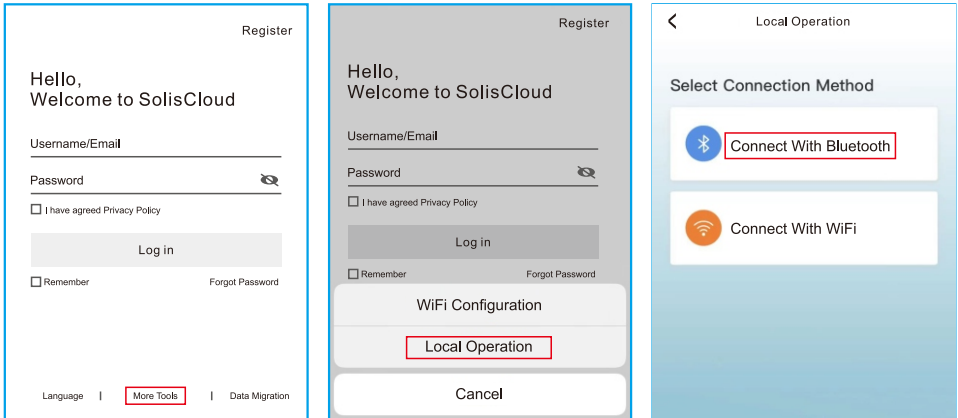 Register
Hello,
Welcome to SolisCloud
Username/Email
Password
I have agreed Privacy Policy
Log in
Remember Forgot Password
Language | More Tools | Data Migration
Register
Hello,
Welcome to SolisCloud
Username/Email
Password
I have agreed Privacy Policy
Log in
Remember Forgot Password
WiFi Configuration
Local Operation
Cancel
Local Operation
Select Connection Method
Connect With Bluetooth
Connect With WiFi